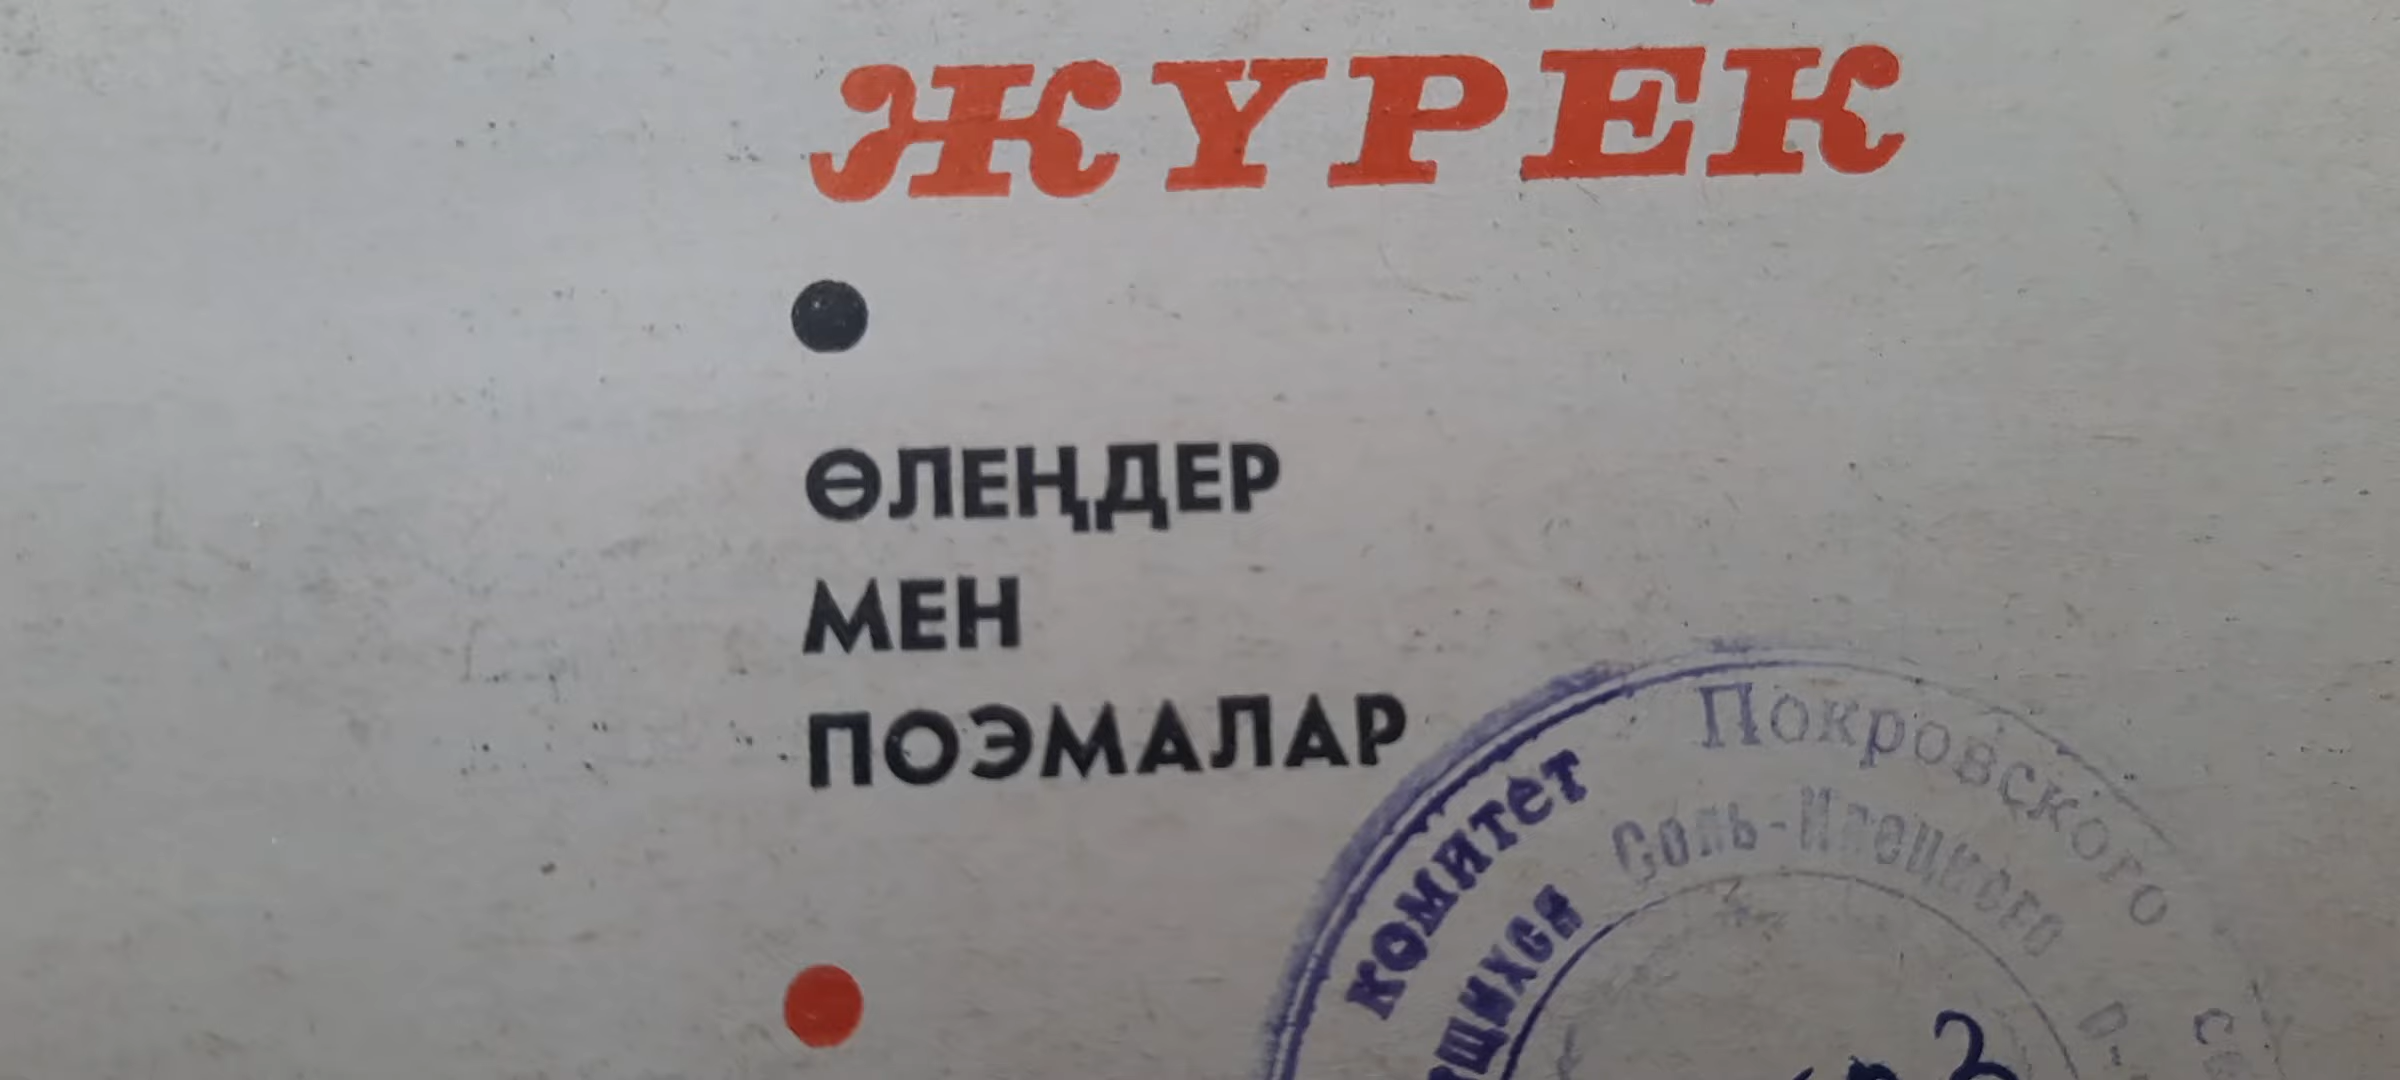 ЖҮРЕК
ӨЛЕҢДЕР
МЕН
ПОЭМАЛАР
комитет Покровского
Соль-Илецкого